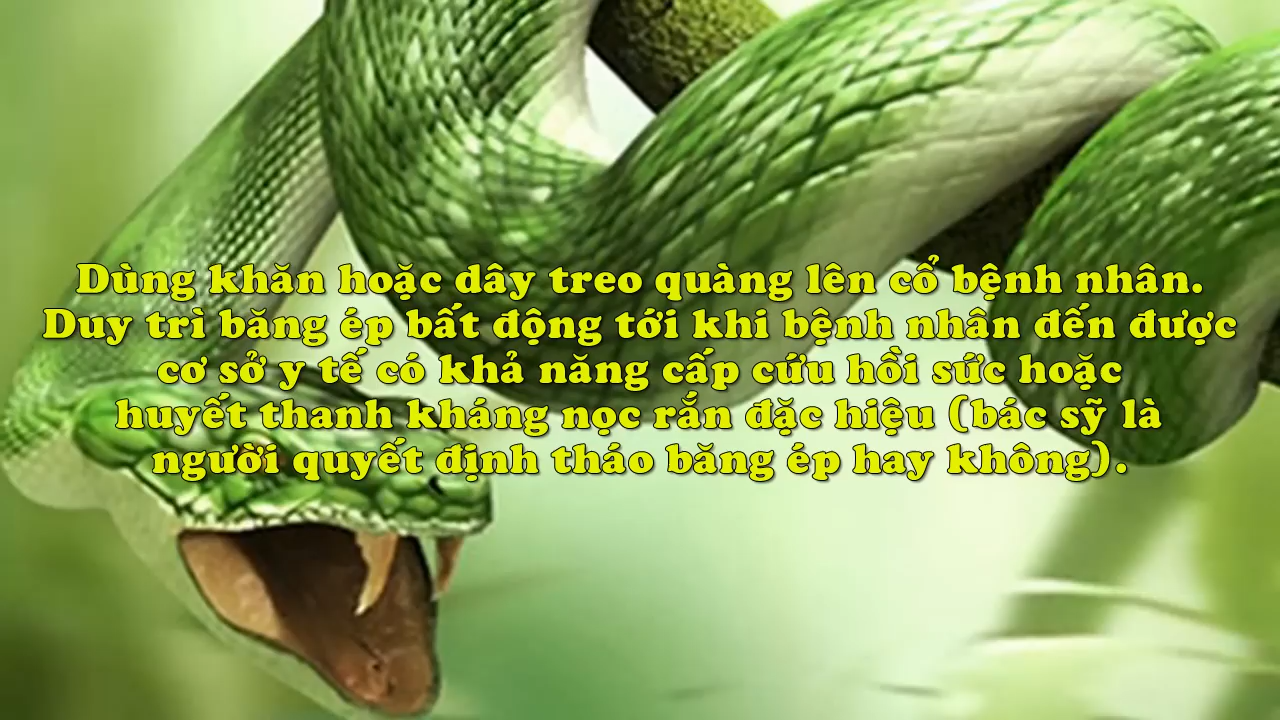 Dùng khăn hoặc dây treo quàng lên cổ bệnh nhân.
Duy trì băng ép bất động tới khi bệnh nhân đến được
cơ sở y tế có khả năng cấp cứu hồi sức hoặc
huyết thanh kháng nọc rắn đặc hiệu (bác sỹ là
người quyết định tháo băng ép hay không).